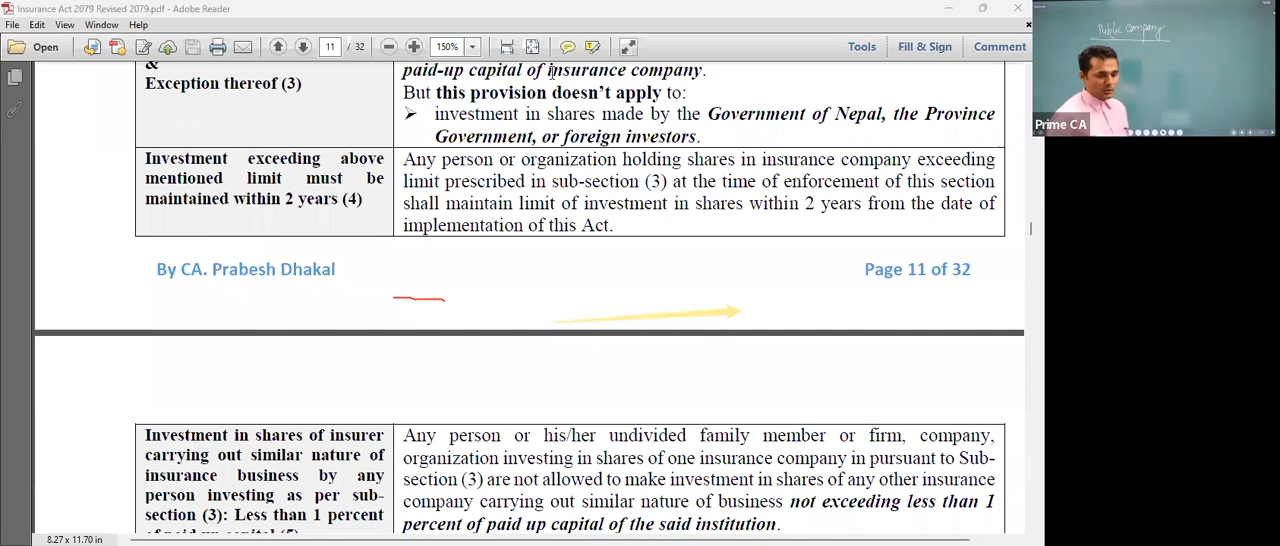 Insurance Act 2079 Revised 2079.pdf - Adobe Reader
File Edit View Window Help
Open
11 / 32
150%
Tools Fill & Sign Comment
&
Exception thereof (3)
paid-up capital of insurance company.
But this provision doesn't apply to:
➤ investment in shares made by the Government of Nepal, the Province
Government, or foreign investors.
Investment exceeding above
mentioned limit must be
maintained within 2 years (4)
Any person or organization holding shares in insurance company exceeding
limit prescribed in sub-section (3) at the time of enforcement of this section
shall maintain limit of investment in shares within 2 years from the date of
implementation of this Act.
By CA. Prabesh Dhakal
Page 11 of 32
Investment in shares of insurer
carrying out similar nature of
insurance business by any
person investing as per sub-
section (3): Less than 1 percent
of paid up capital (5)
Any person or his/her undivided family member or firm, company,
organization investing in shares of one insurance company in pursuant to Sub-
section (3) are not allowed to make investment in shares of any other insurance
company carrying out similar nature of business not exceeding less than 1
percent of paid up capital of the said institution.
8.27 x 11.70 in
Public Company
Prime CA